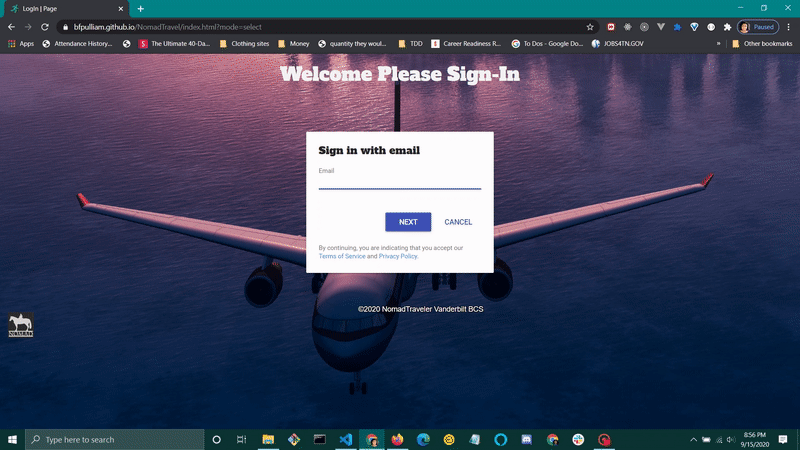 LogIn | Page
bfpulliam.github.io/NomadTravel/index.html?mode=select
Paused
Apps
Attendance History...
The Ultimate 40-Da...
Clothing sites
Money
quantity they woul...
TDD
Career Readiness R...
To Dos - Google Do...
JOBS4TN.GOV
»
Other bookmarks
Welcome Please Sign-In
Sign in with email
Email
NEXT
CANCEL
By continuing, you are indicating that you accept our
Terms of Service and Privacy Policy.
©2020 NomadTraveler Vanderbilt BCS
NOMAD
Type here to search
8:56 PM
9/15/2020